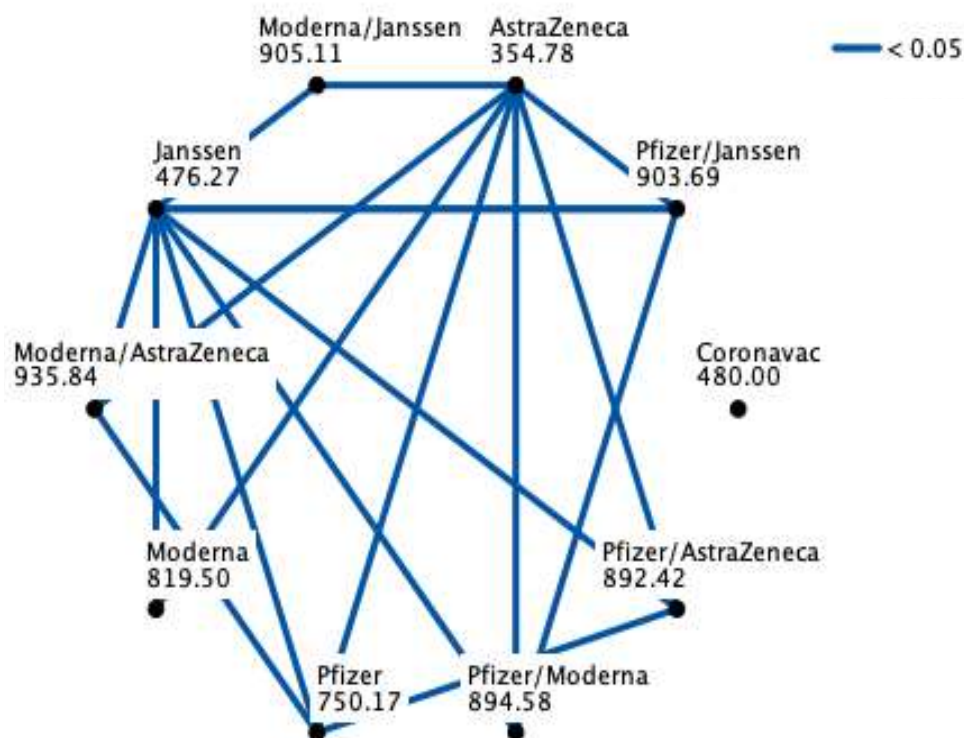 Moderna/Janssen
905.11
AstraZeneca
354.78
< 0.05
Janssen
476.27
Pfizer/Janssen
903.69
Moderna/AstraZeneca
935.84
Coronavac
480.00
Moderna
819.50
Pfizer/AstraZeneca
892.42
Pfizer
750.17
Pfizer/Moderna
894.58